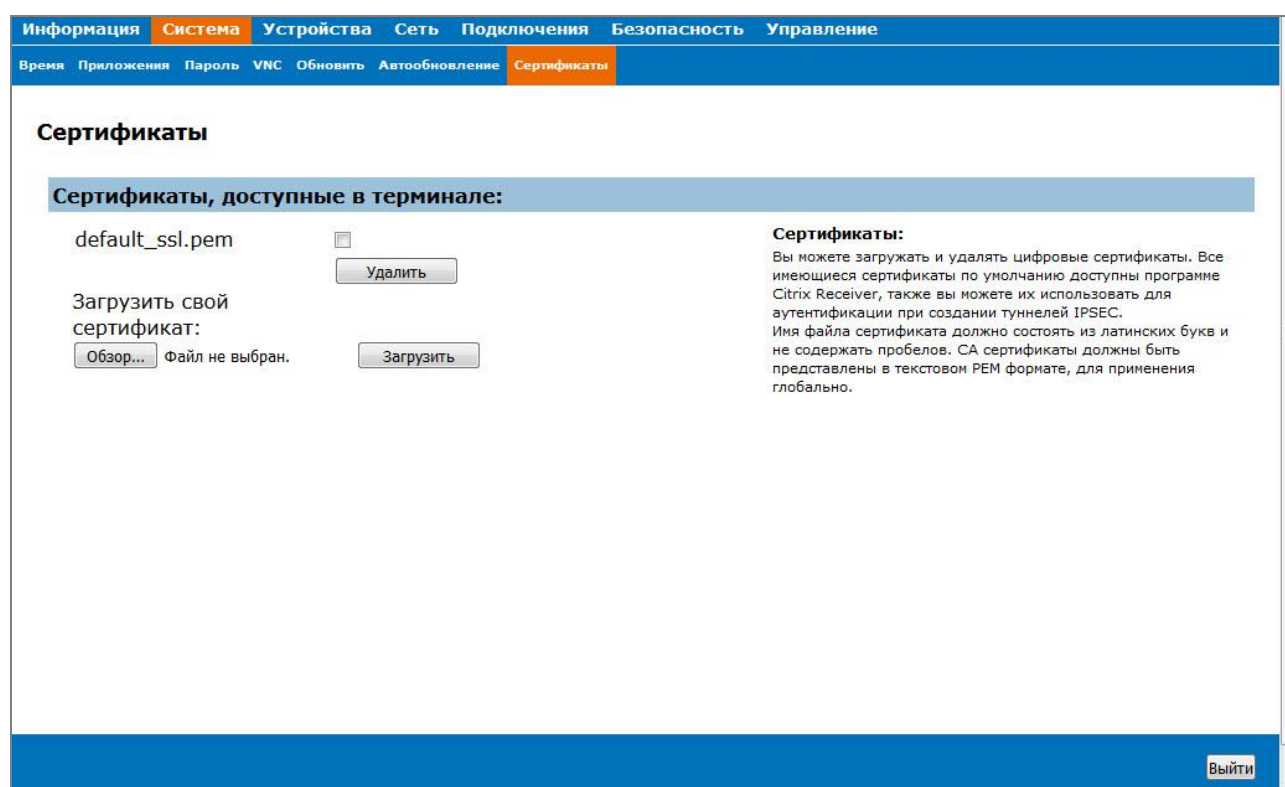 Информация Система Устройства Сеть Подключения Безопасность Управление
Время Приложения Пароль VNC Обновить Автообновление Сертификаты
Сертификаты
Сертификаты, доступные в терминале:
default_ssl.pem
Удалить
Загрузить свой
сертификат:
Обзор... Файл не выбран. Загрузить
Сертификаты:
Вы можете загружать и удалять цифровые сертификаты. Все
имеющиеся сертификаты по умолчанию доступны программе
Citrix Receiver, также вы можете их использовать для
аутентификации при создании туннелей IPSEC.
Имя файла сертификата должно состоять из латинских букв и
не содержать пробелов. CA сертификаты должны быть
представлены в текстовом PEM формате, для применения
глобально.
Выйти